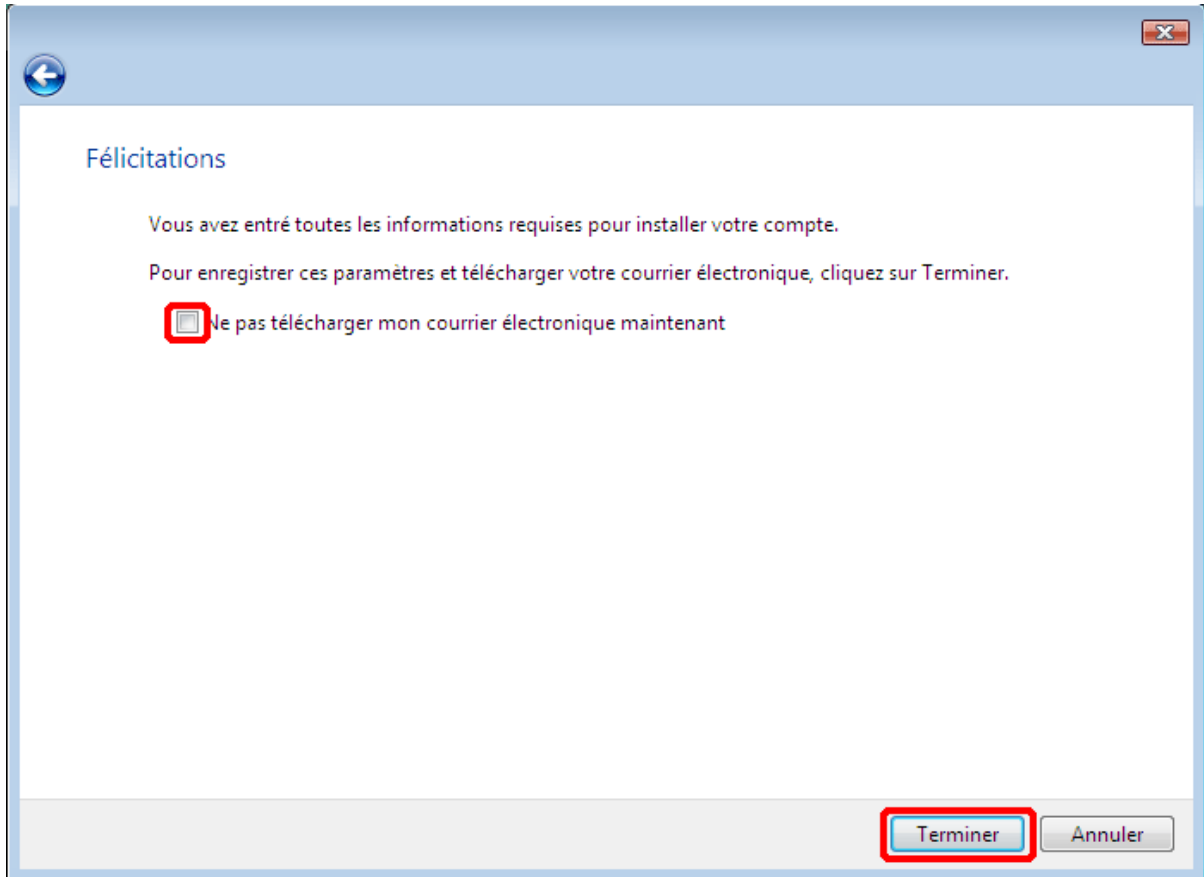 Félicitations
Vous avez entré toutes les informations requises pour installer votre compte.
Pour enregistrer ces paramètres et télécharger votre courrier électronique, cliquez sur Terminer.
Ne pas télécharger mon courrier électronique maintenant
Terminer
Annuler